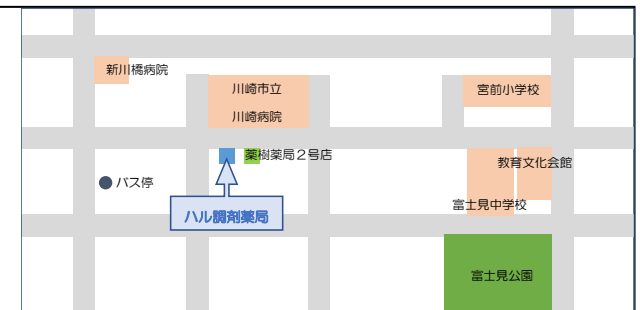 新川橋病院
川崎市立
川崎病院
宮前小学校
薬樹薬局２号店
教育文化会館
バス停
富士見中学校
ハル調剤薬局
富士見公園